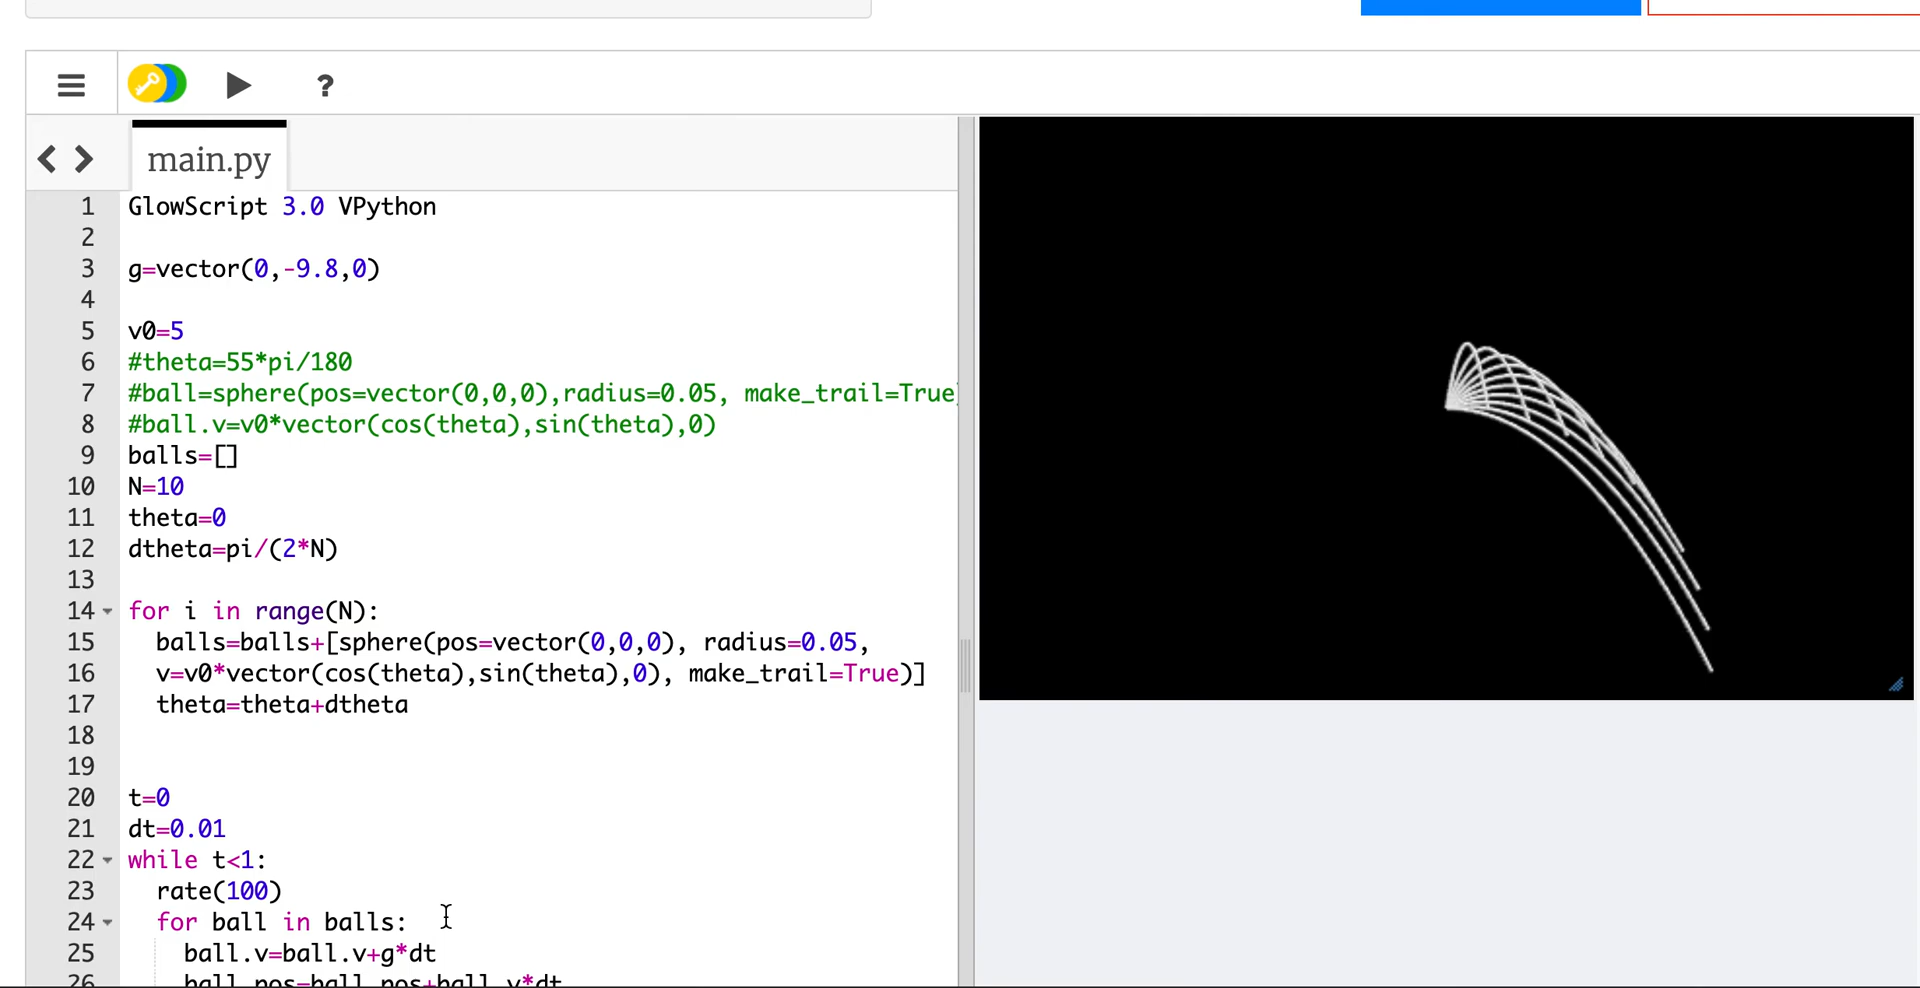 ?
main.py
1 GlowScript 3.0 VPython
2
3 g=vector(0,-9.8,0)
4
5 v0=5
6 #theta=55*pi/180
7 #ball=sphere(pos=vector(0,0,0),radius=0.05, make_trail=True)
8 #ball.v=v0*vector(cos(theta),sin(theta),0)
9 balls=[]
10 N=10
11 theta=0
12 dtheta=pi/(2*N)
13
14 for i in range(N):
15 balls=balls+[sphere(pos=vector(0,0,0), radius=0.05,
16 v=v0*vector(cos(theta),sin(theta),0), make_trail=True)]
17 theta=theta+dtheta
18
19
20 t=0
21 dt=0.01
22 while t<1:
23 rate(100)
24 for ball in balls:
25 ball.v=ball.v+g*dt
26 ball.pos=ball.pos+ball.v*dt